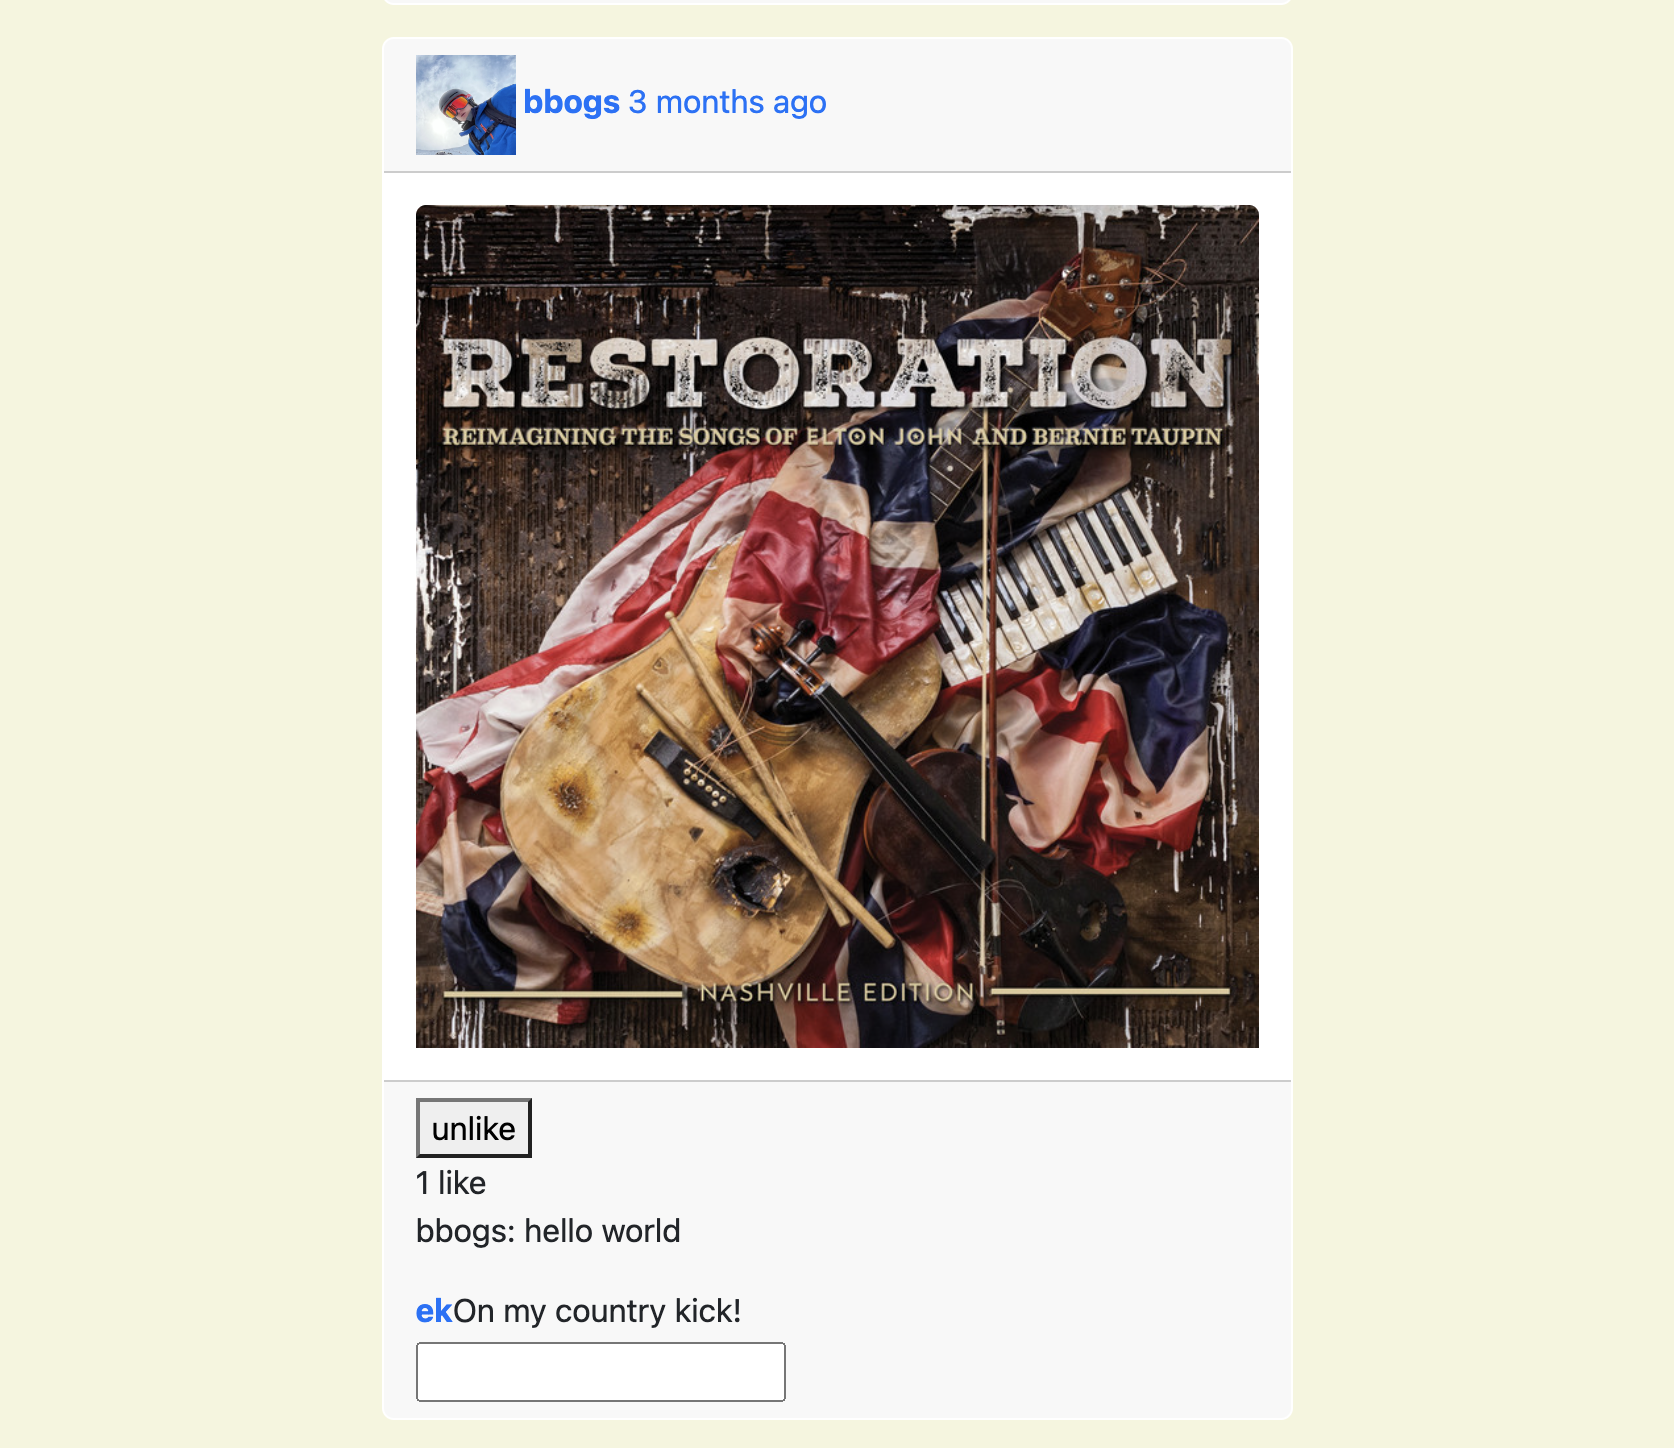 bbogs 3 months ago
RESTORATION
REIMAGINING THE SONGS OF ELTON JOHN AND BERNIE TAUPIN
NASHVILLE EDITION
unlike
1 like
bbogs: hello world
ekOn my country kick!